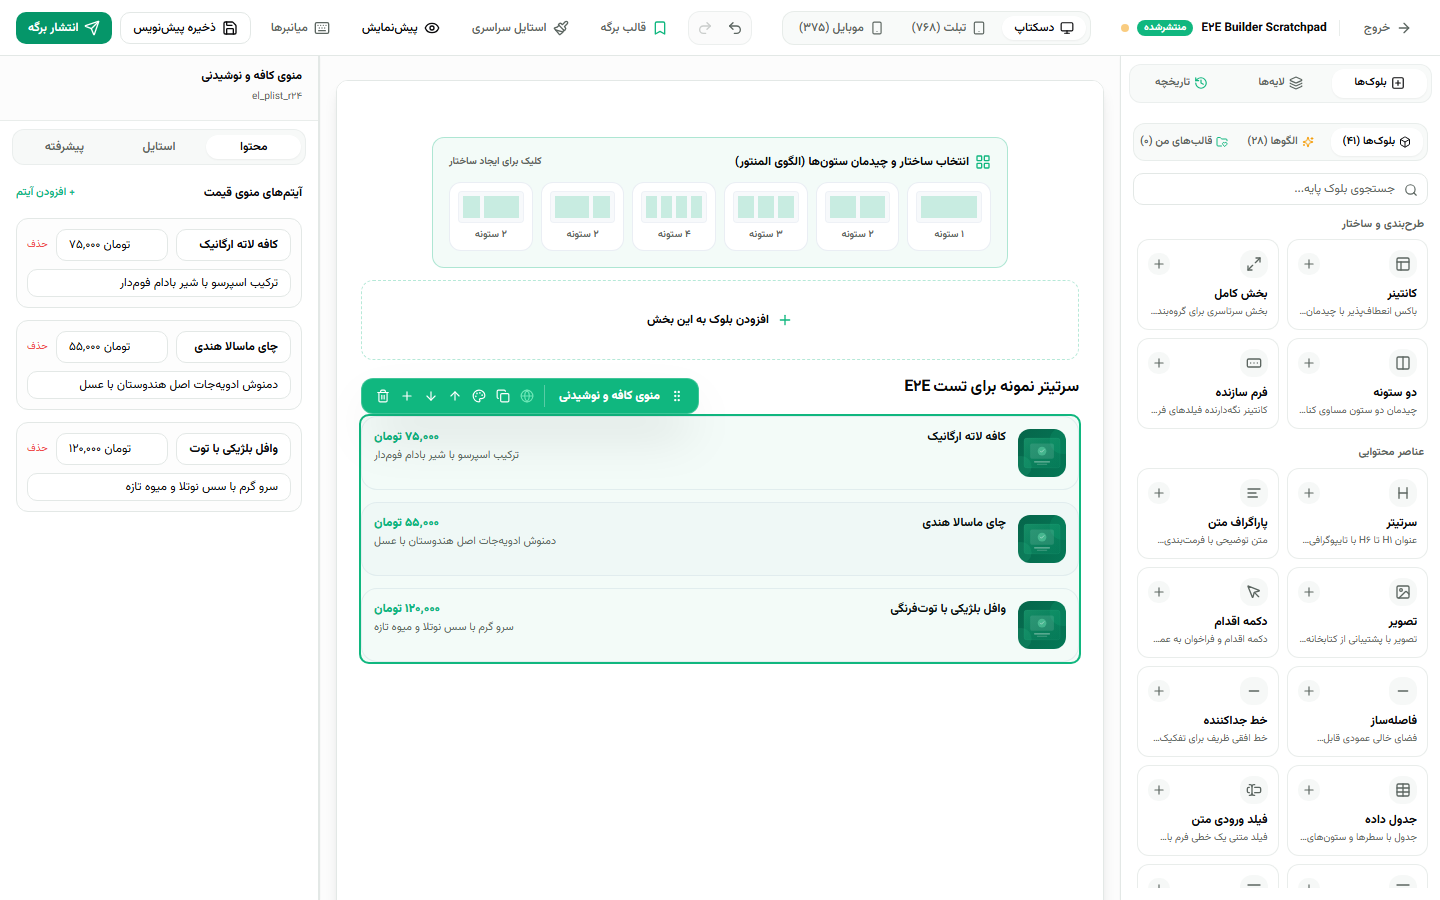 خروج
E2E Builder Scratchpad
منتشرشده
دسکتاپ
تبلت (۷۶۸)
موبایل (۳۷۵)
قالب برگه
استایل سراسری
پیش‌نمایش
میانبرها
ذخیره پیش‌نویس
انتشار برگه
بلوک‌ها
لایه‌ها
تاریخچه
بلوک‌ها (۴۱)
الگوها (۲۸)
قالب‌های من (۰)
جستجوی بلوک پایه...
طرح‌بندی و ساختار
کانتینر
باکس انعطاف‌پذیر با چیدمان...
بخش کامل
بخش سرتاسری برای گروه‌بند...
دو ستونه
چیدمان دو ستون مساوی کنا...
فرم سازنده
کانتینر نگه‌دارنده فیلدهای فر...
عناصر محتوایی
سرتیتر
عنوان H1 تا H6 با تایپوگرافی...
پاراگراف متن
متن توضیحی با فرمت‌بندی...
تصویر
تصویر با پشتیبانی از کتابخانه...
دکمه اقدام
دکمه اقدام و فراخوان به عمـ...
فاصله‌ساز
فضای خالی عمودی قابل...
خط جداکننده
خط افقی ظریف برای تفکیک...
جدول داده
جدول با سطرها و ستون‌های...
فیلد ورودی متن
فیلد متنی یک خطی فرم با...
انتخاب ساختار و چیدمان ستون‌ها (الگوی المنتور)
کلیک برای ایجاد ساختار
۱ ستونه
۲ ستونه
۳ ستونه
۴ ستونه
۲ ستونه
۲ ستونه
افزودن بلوک به این بخش
سرتیتر نمونه برای تست E2E
منوی کافه و نوشیدنی
کافه لاته ارگانیک
۷۵,۰۰۰ تومان
ترکیب اسپرسو با شیر بادام فوم‌دار
چای ماسالا هندی
۵۵,۰۰۰ تومان
دمنوش ادویه‌جات اصل هندوستان با عسل
وافل بلژیکی با توت‌فرنگی
۱۲۰,۰۰۰ تومان
سرو گرم با سس نوتلا و میوه تازه
منوی کافه و نوشیدنی
el_plist_r24
محتوا
استایل
پیشرفته
آیتم‌های منوی قیمت
+ افزودن آیتم
کافه لاته ارگانیک
۷۵,۰۰۰ تومان
حذف
ترکیب اسپرسو با شیر بادام فوم‌دار
چای ماسالا هندی
۵۵,۰۰۰ تومان
حذف
دمنوش ادویه‌جات اصل هندوستان با عسل
وافل بلژیکی با توت
۱۲۰,۰۰۰ تومان
حذف
سرو گرم با سس نوتلا و میوه تازه